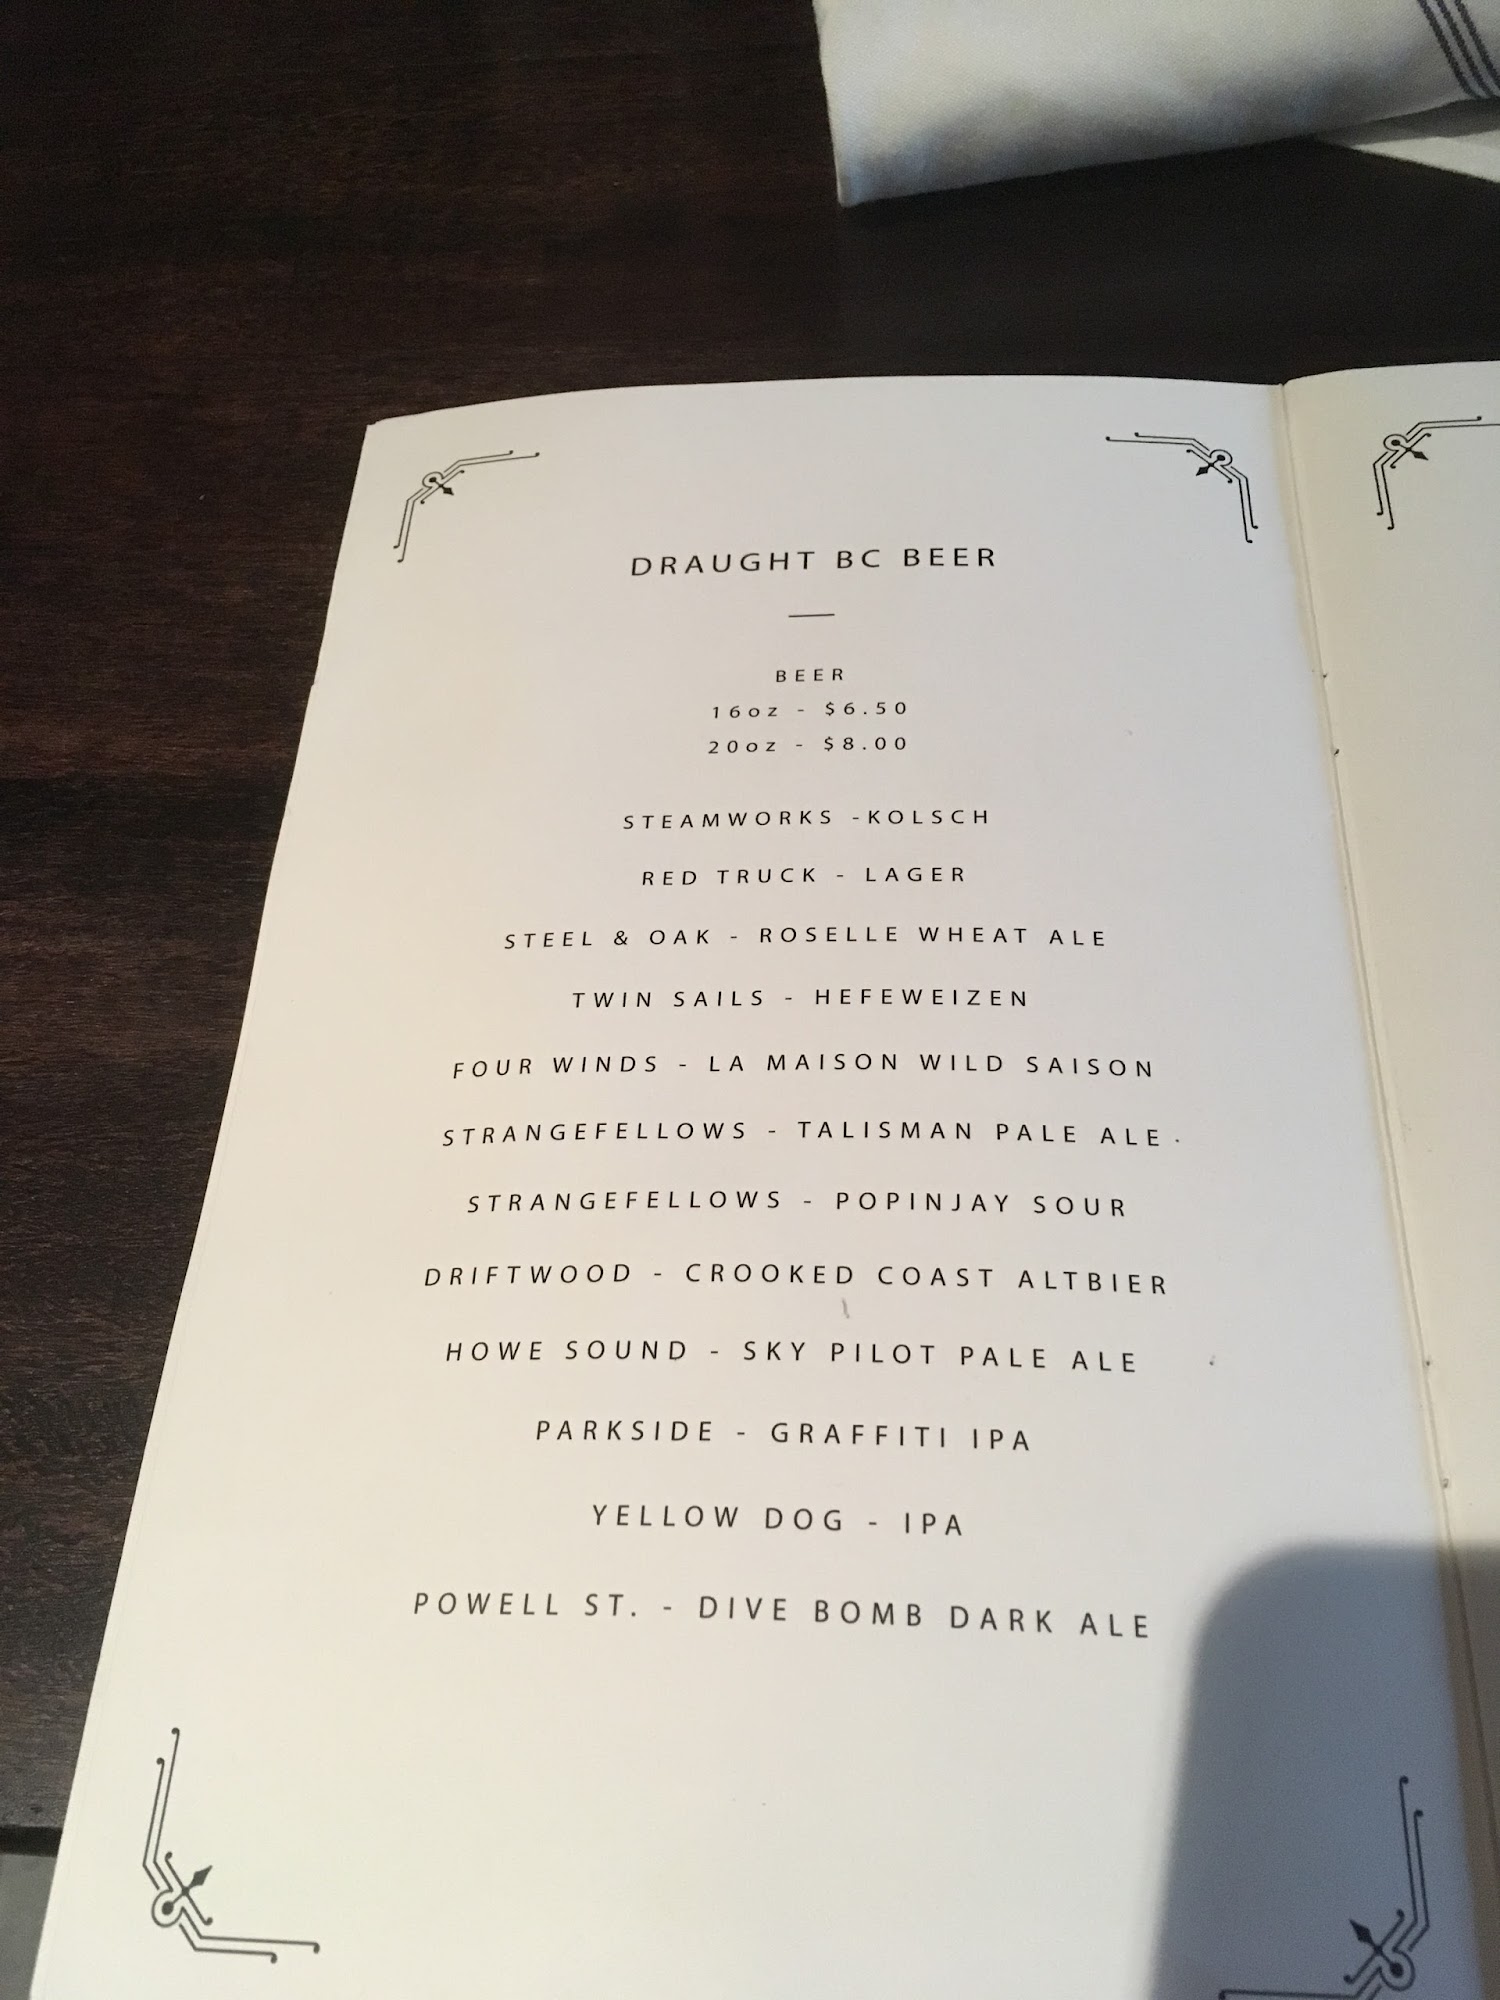 DRAUGHT BC BEER
BEER
16oz - $6.50
20oz - $8.00
STEAMWORKS -KOLSCH
RED TRUCK - LAGER
STEEL & OAK - ROSELLE WHEAT ALE
TWIN SAILS - HEFEWEIZEN
FOUR WINDS - LA MAISON WILD SAISON
STRANGEFELLOWS - TALISMAN PALE ALE
STRANGEFELLOWS - POPINJAY SOUR
DRIFTWOOD - CROOKED COAST ALTBIER
HOWE SOUND - SKY PILOT PALE ALE
PARKSIDE - GRAFFITI IPA
YELLOW DOG - IPA
POWELL ST. - DIVE BOMB DARK ALE